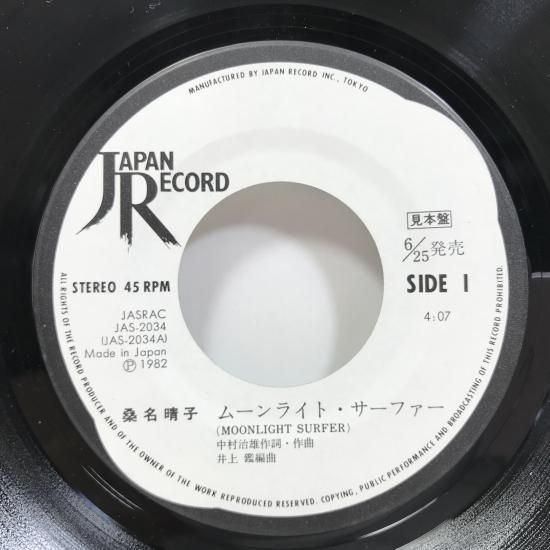 MANUFACTURED BY JAPAN RECORD INC., TOKYO
JAPAN
RECORD
見本盤
6/25発売
STEREO 45 RPM
SIDE 1
JASRAC
JAS-2034
(JAS-2034A)
Made in Japan
Ⓟ 1982
4:07
桑名晴子 ムーンライト・サーファー
(MOONLIGHT SURFER)
中村治雄作詞・作曲
井上 鑑編曲
ALL RIGHTS OF THE RECORD PRODUCER AND OF THE OWNER OF THE WORK REPRODUCED RESERVED. COPYING, PUBLIC PERFORMANCE AND BROADCASTING OF THIS RECORD PROHIBITED.